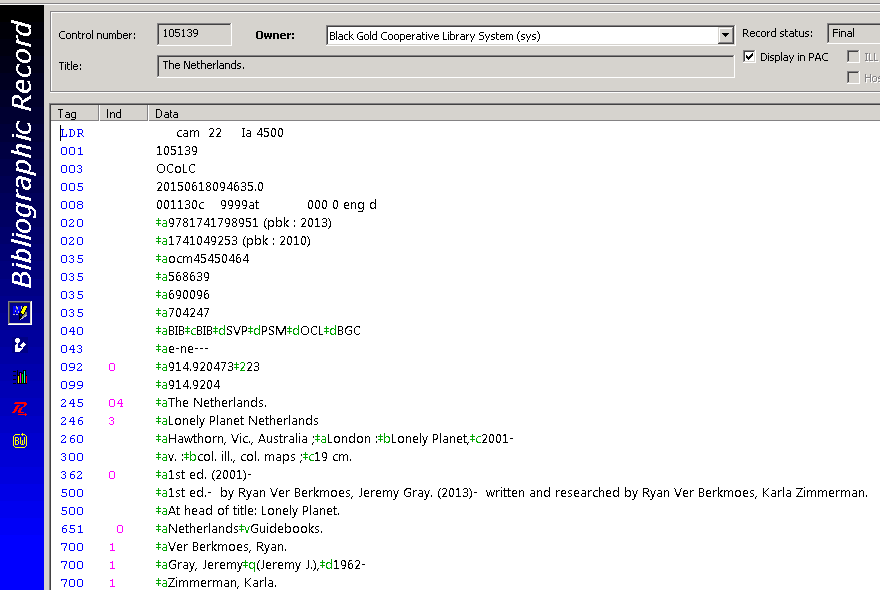 Bibliographic Record
Control number: 105139 Owner: Black Gold Cooperative Library System (sys) Record status: Final
Display in PAC ILL
Title: The Netherlands.
Hos
Tag Ind Data
LDR cam 22 Ia 4500
001 105139
003 OCoLC
005 20150618094635.0
008 001130c 9999at 000 0 eng d
020 ‡a9781741798951 (pbk : 2013)
020 ‡a1741049253 (pbk : 2010)
035 ‡aocm45450464
035 ‡a568639
035 ‡a690096
035 ‡a704247
040 ‡aBIB‡cBIB‡dSVP‡dPSM‡dOCL‡dBGC
043 ‡ae-ne---
092 0 ‡a914.920473‡223
099 ‡a914.9204
245 04 ‡aThe Netherlands.
246 3 ‡aLonely Planet Netherlands
260 ‡aHawthorn, Vic., Australia ;‡aLondon :‡bLonely Planet,‡c2001-
300 ‡av. :‡bcol. ill., col. maps ;‡c19 cm.
362 0 ‡a1st ed. (2001)-
500 ‡a1st ed.- by Ryan Ver Berkmoes, Jeremy Gray. (2013)- written and researched by Ryan Ver Berkmoes, Karla Zimmerman.
500 ‡aAt head of title: Lonely Planet.
651 0 ‡aNetherlands‡vGuidebooks.
700 1 ‡aVer Berkmoes, Ryan.
700 1 ‡aGray, Jeremy‡q(Jeremy J.),‡d1962-
700 1 ‡aZimmerman, Karla.
BW